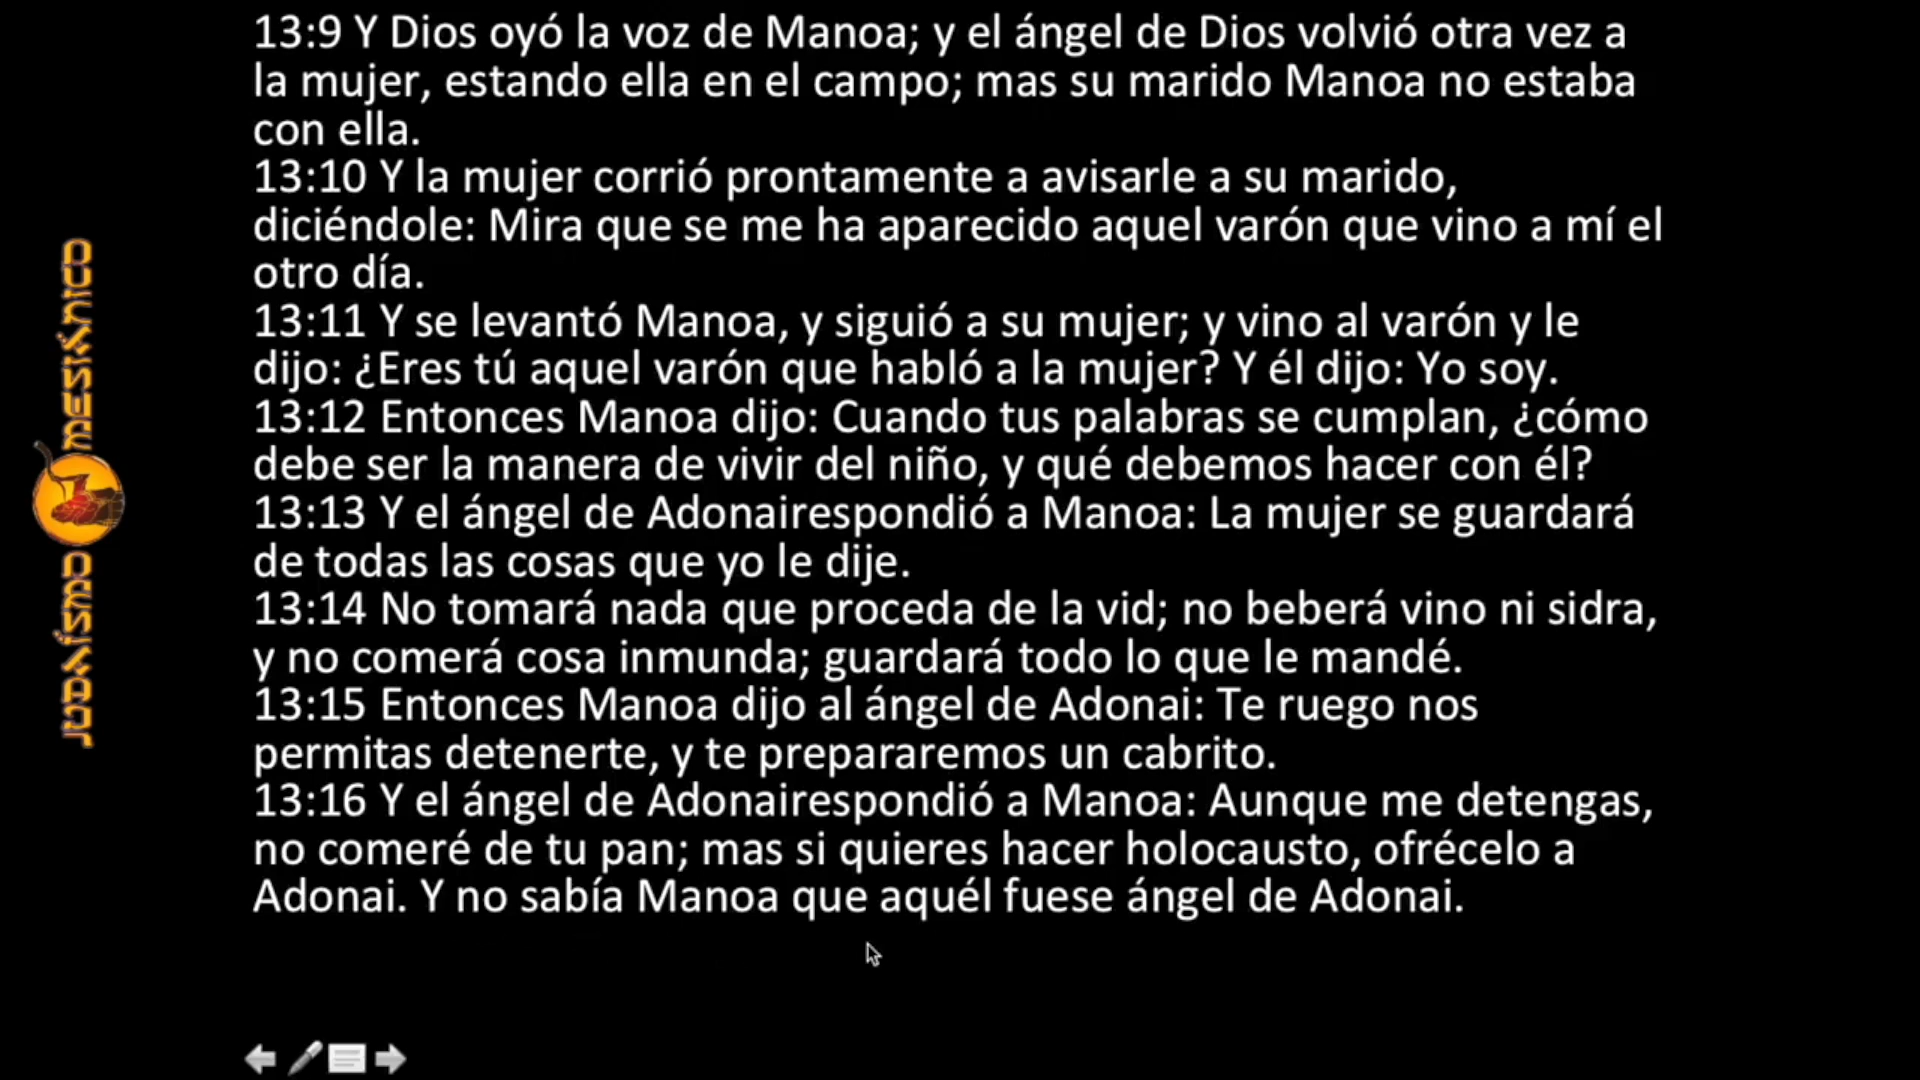 13:9 Y Dios oyó la voz de Manoa; y el ángel de Dios volvió otra vez a
la mujer, estando ella en el campo; mas su marido Manoa no estaba
con ella.
13:10 Y la mujer corrió prontamente a avisarle a su marido,
diciéndole: Mira que se me ha aparecido aquel varón que vino a mí el
otro día.
13:11 Y se levantó Manoa, y siguió a su mujer; y vino al varón y le
dijo: ¿Eres tú aquel varón que habló a la mujer? Y él dijo: Yo soy.
13:12 Entonces Manoa dijo: Cuando tus palabras se cumplan, ¿cómo
debe ser la manera de vivir del niño, y qué debemos hacer con él?
13:13 Y el ángel de Adonairespondió a Manoa: La mujer se guardará
de todas las cosas que yo le dije.
13:14 No tomará nada que proceda de la vid; no beberá vino ni sidra,
y no comerá cosa inmunda; guardará todo lo que le mandé.
13:15 Entonces Manoa dijo al ángel de Adonai: Te ruego nos
permitas detenerte, y te prepararemos un cabrito.
13:16 Y el ángel de Adonairespondió a Manoa: Aunque me detengas,
no comeré de tu pan; mas si quieres hacer holocausto, ofrécelo a
Adonai. Y no sabía Manoa que aquél fuese ángel de Adonai.
JUDAÍSMO MESIÁNICO